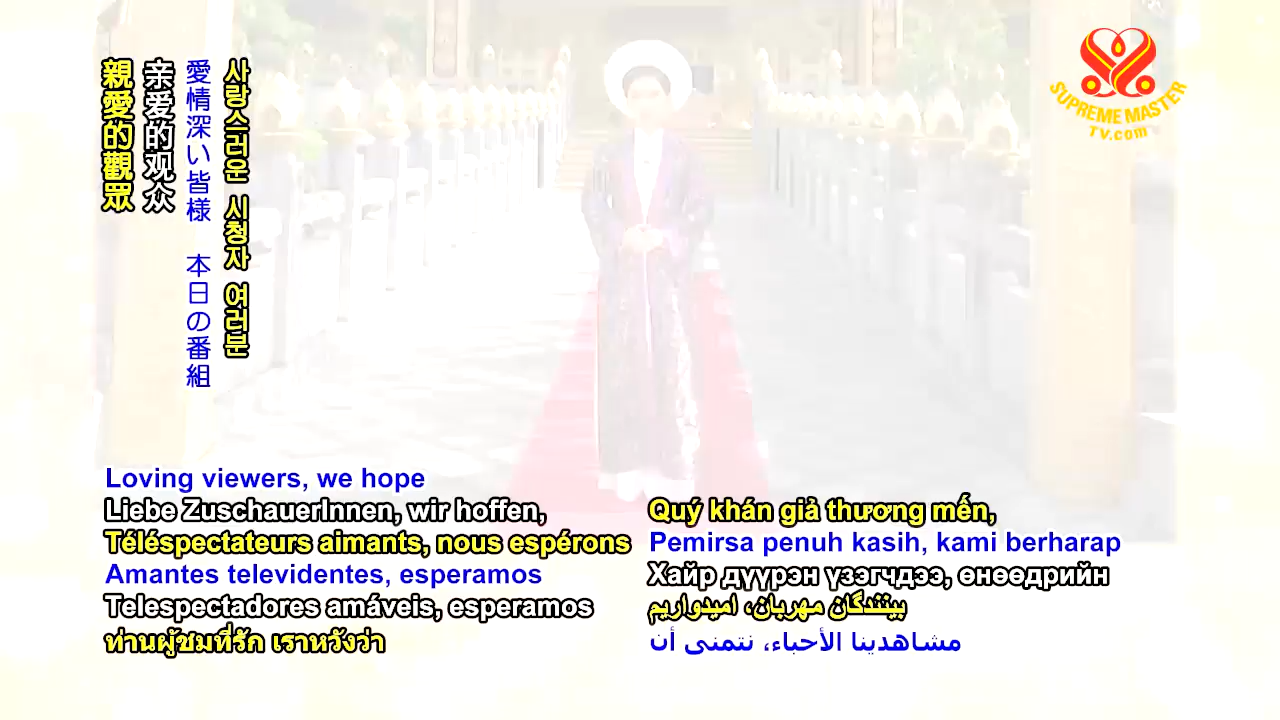 親愛的觀眾
亲爱的观众
愛情深い皆様　本日の番組
사랑스러운 시청자 여러분
SUPREME MASTER
TV.com
Loving viewers, we hope
Liebe ZuschauerInnen, wir hoffen,
Téléspectateurs aimants, nous espérons
Amantes televidentes, esperamos
Telespectadores amáveis, esperamos
ท่านผู้ชมที่รัก เราหวังว่า
Quý khán giả thương mến,
Pemirsa penuh kasih, kami berharap
Хайр дүүрэн үзэгчдээ, өнөөдрийн
بینندگان مهربان، امیدواریم
مشاهدينا الأحباء، نتمنى أن